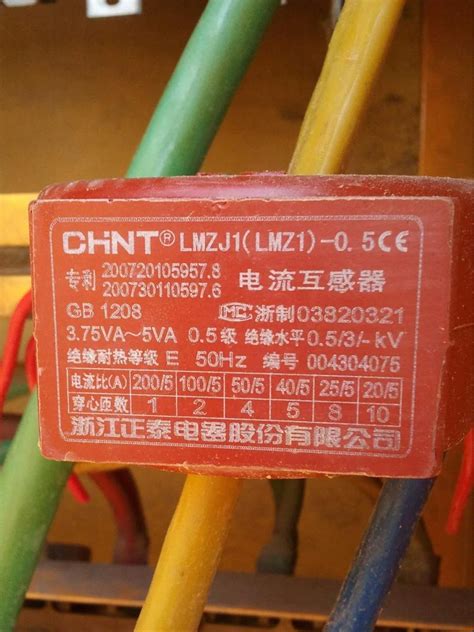 CHNT® LMZJ1(LMZ1)-0.5 CE
专利 200720105957.8
200730110597.6
电流互感器
GB 1208 MC 浙制03820321
3.75VA~5VA 0.5级 绝缘水平 0.5/3/- kV
绝缘耐热等级 E 50Hz 编号 004304075
电流比(A) 200/5 100/5 50/5 40/5 25/5 20/5
穿心匝数 1 2 4 5 8 10
浙江正泰电器股份有限公司